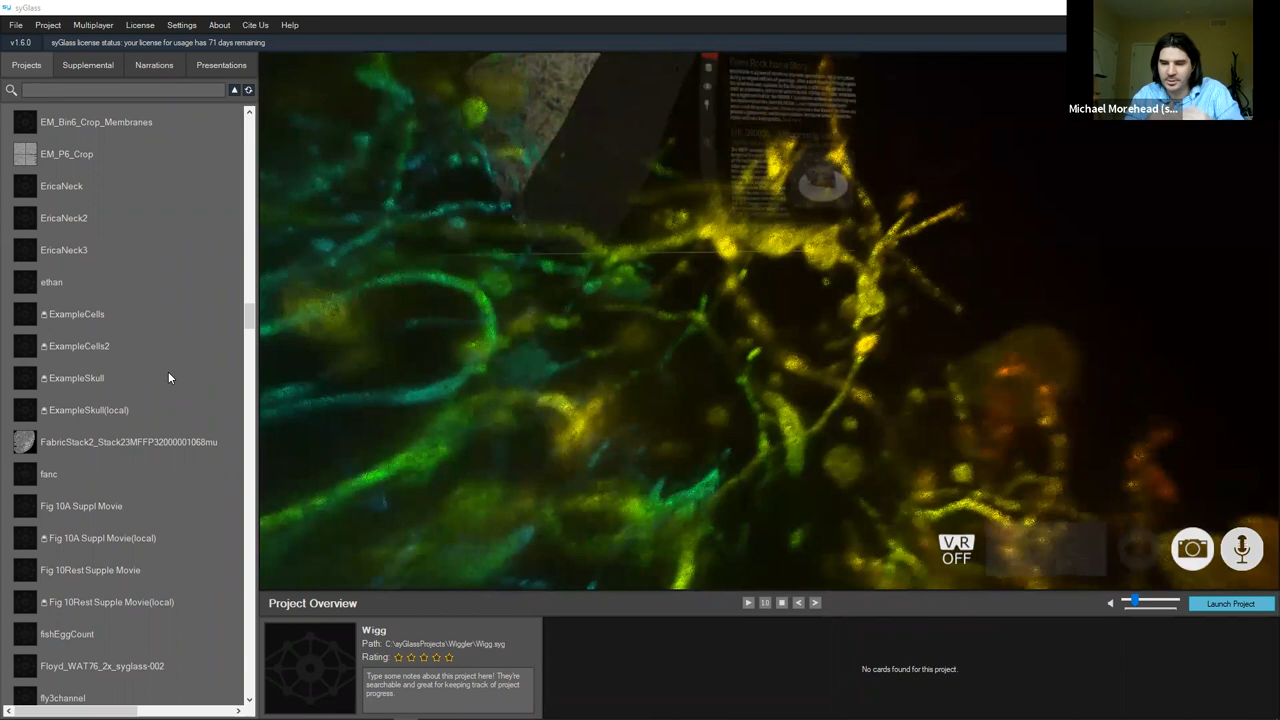 syGlass
File Project Multiplayer License Settings About Cite Us Help
v1.6.0 syGlass license status: your license for usage has 71 days remaining
Projects Supplemental Narrations Presentations
EM_Bin6_Crop_Membranes
EM_P6_Crop
EricaNeck
EricaNeck2
EricaNeck3
ethan
ExampleCells
ExampleCells2
ExampleSkull
ExampleSkull(local)
FabricStack2_Stack23MFFP32000001068mu
fanc
Fig 10A Suppl Movie
Fig 10A Suppl Movie(local)
Fig 10Rest Supple Movie
Fig 10Rest Supple Movie(local)
fishEggCount
Floyd_WAT76_2x_syglass-002
fly3channel
Michael Morehead (s...
VR
OFF
Project Overview
1.0
Launch Project
Wigg
Path: C:\syGlassProjects\Wiggler\Wigg.syg
Rating:
Type some notes about this project here! They're
searchable and great for keeping track of project
progress.
No cards found for this project.